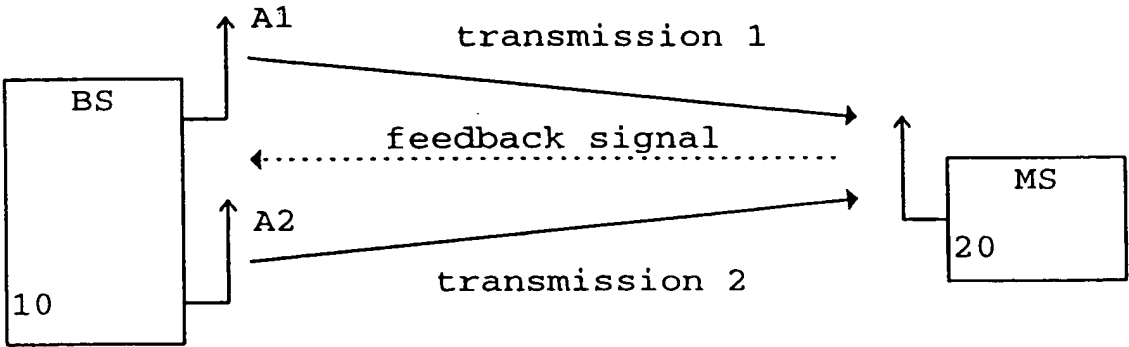 A1
transmission 1
BS
feedback signal
MS
A2
20
transmission 2
10